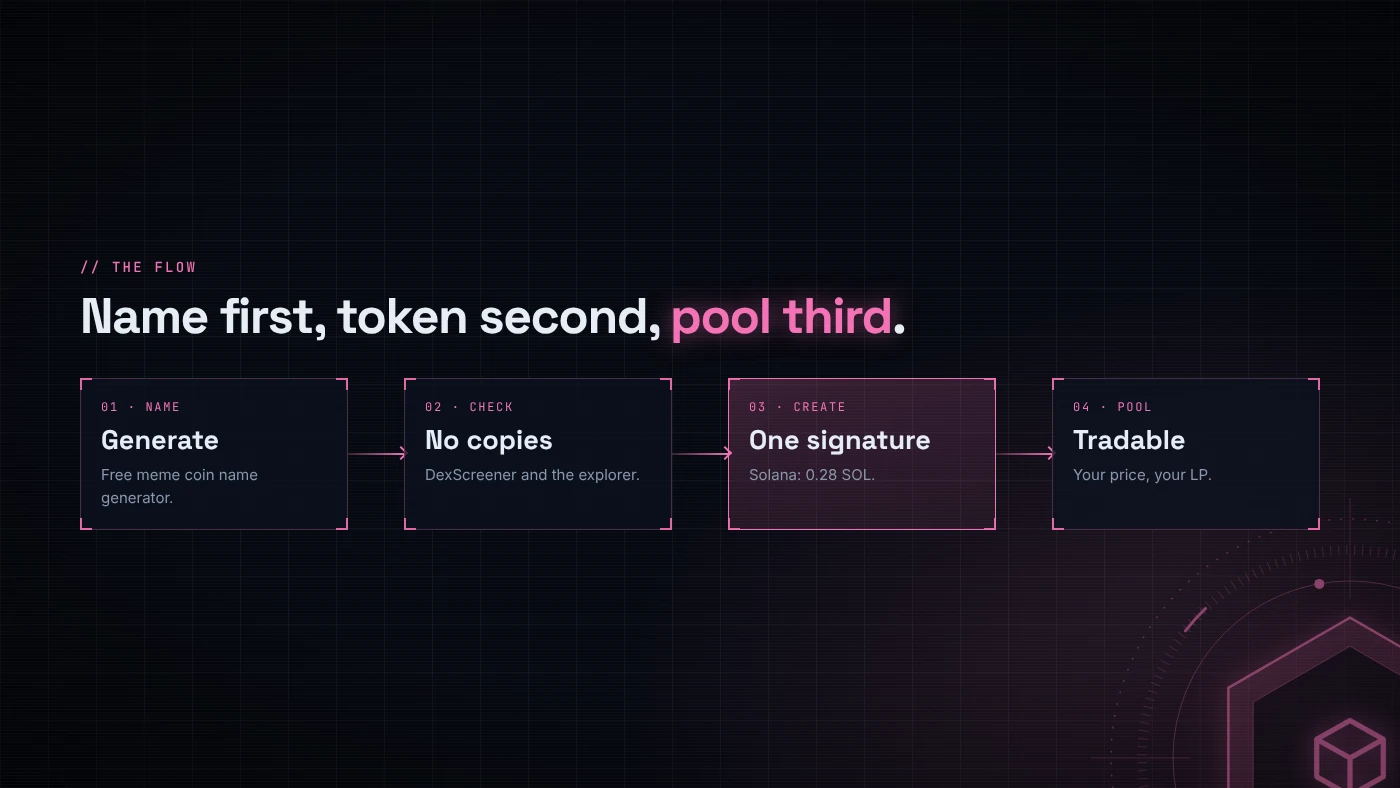 // THE FLOW
Name first, token second, pool third.
01 · NAME
Generate
Free meme coin name
generator.
02 · CHECK
No copies
DexScreener and the explorer.
03 · CREATE
One signature
Solana: 0.28 SOL.
04 · POOL
Tradable
Your price, your LP.